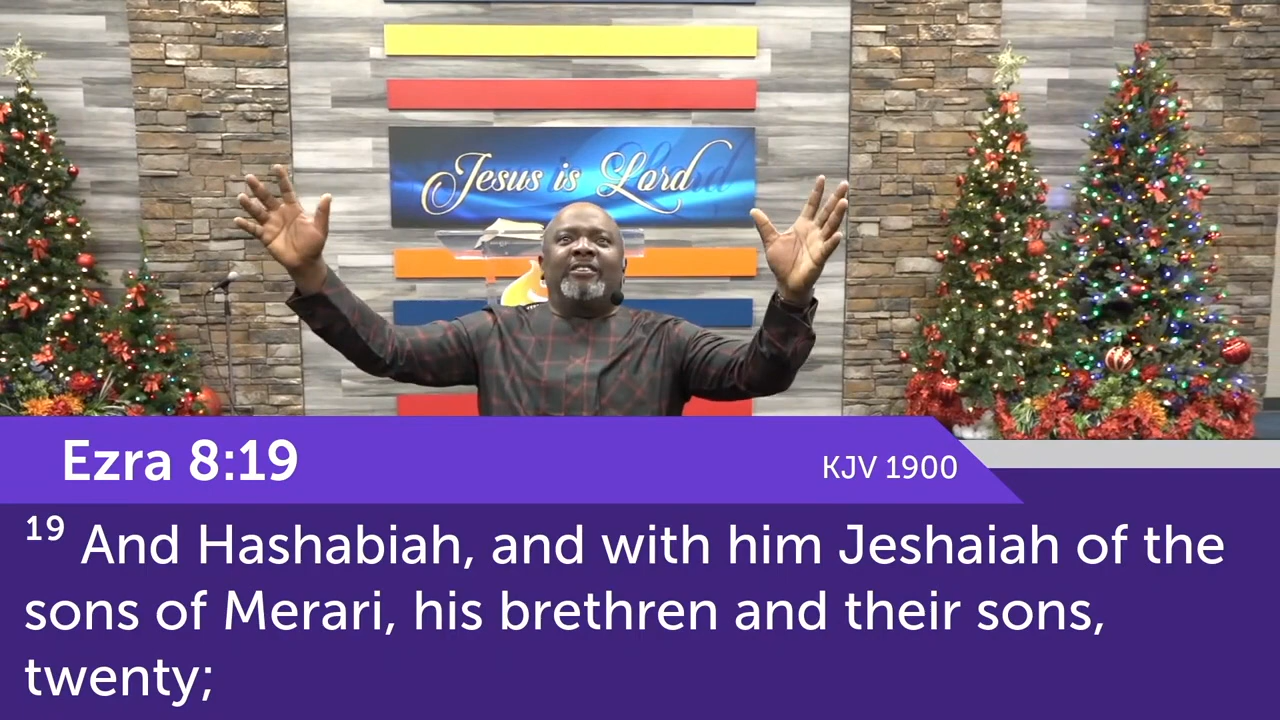 Jesus is Lord
Ezra 8:19
KJV 1900
19 And Hashabiah, and with him Jeshaiah of the
sons of Merari, his brethren and their sons,
twenty;